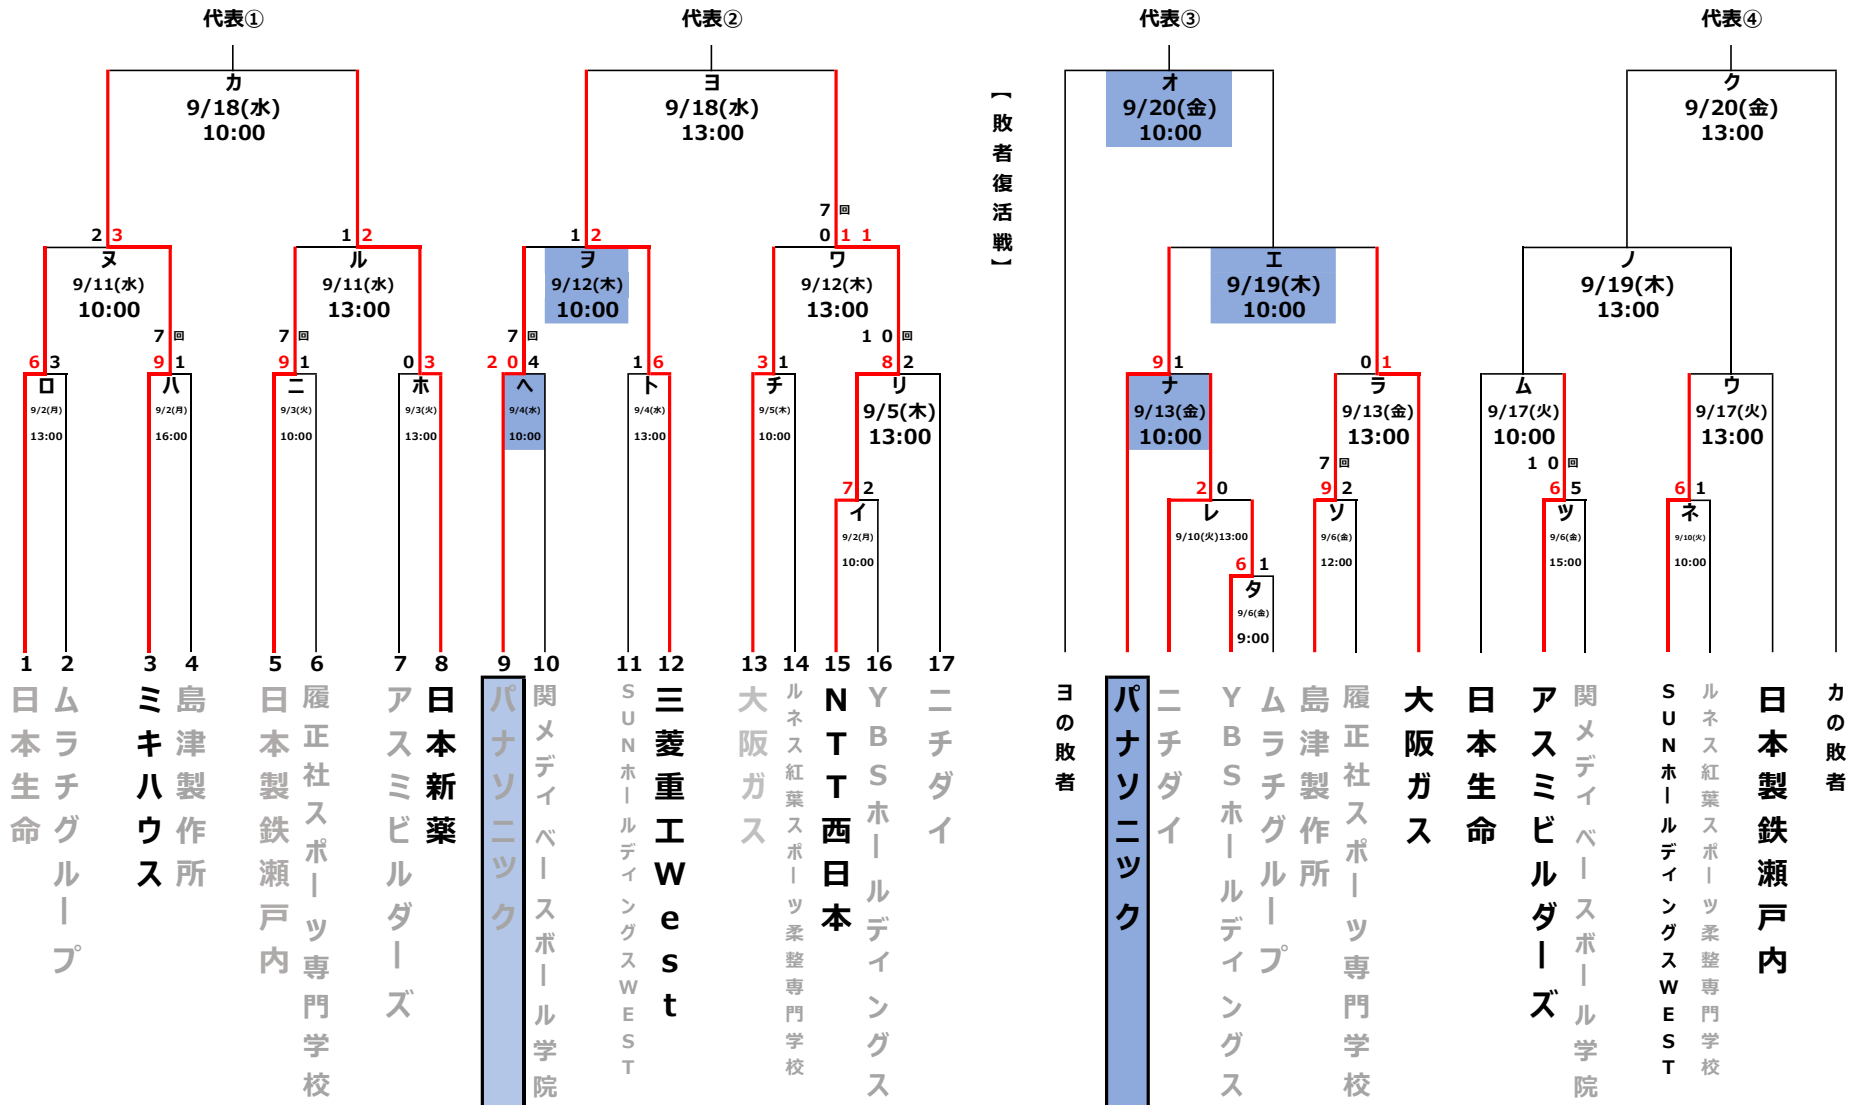 代表①
代表②
代表③
代表④
カ
9/18(水)
10:00
ヨ
9/18(水)
13:00
【敗者復活戦】
オ
9/20(金)
10:00
ク
9/20(金)
13:00
2 3
ヌ
9/11(水)
10:00
1 2
ル
9/11(水)
13:00
1 2
ヲ
9/12(木)
10:00
7回
0 11
ワ
9/12(木)
13:00
エ
9/19(木)
10:00
ノ
9/19(木)
13:00
6 3
ロ
9/2(月)
13:00
7回
9 1
ハ
9/2(月)
16:00
7回
9 1
ニ
9/3(火)
10:00
0 3
ホ
9/3(火)
13:00
7回
20 4
ヘ
9/4(水)
10:00
1 6
ト
9/4(水)
13:00
3 1
チ
9/5(木)
10:00
10回
8 2
リ
9/5(木)
13:00
7 2
イ
9/2(月)
10:00
9 1
ナ
9/13(金)
10:00
0 1
ラ
9/13(金)
13:00
ム
9/17(火)
10:00
ウ
9/17(火)
13:00
2 0
レ
9/10(火)13:00
7回
9 2
ソ
9/6(金)
12:00
10回
6 5
ツ
9/6(金)
15:00
6 1
ネ
9/10(火)
10:00
6 1
タ
9/6(金)
9:00
1
日本生命
2
ムラチグループ
3
ミキハウス
4
島津製作所
5
日本製鉄瀬戸内
6
履正社スポーツ専門学校
7
アスミビルダーズ
8
日本新薬
9
パナソニック
10
関メディベースボール学院
11
SUNホールディングスWEST
12
三菱重工West
13
大阪ガス
14
ルネス紅葉スポーツ柔整専門学校
15
NTT西日本
16
YBSホールディングス
17
ニチダイ
ヨの敗者
パナソニック
ニチダイ
YBSホールディングス
ムラチグループ
島津製作所
履正社スポーツ専門学校
大阪ガス
日本生命
アスミビルダーズ
関メディベースボール学院
SUNホールディングスWEST
ルネス紅葉スポーツ柔整専門学校
日本製鉄瀬戸内
カの敗者